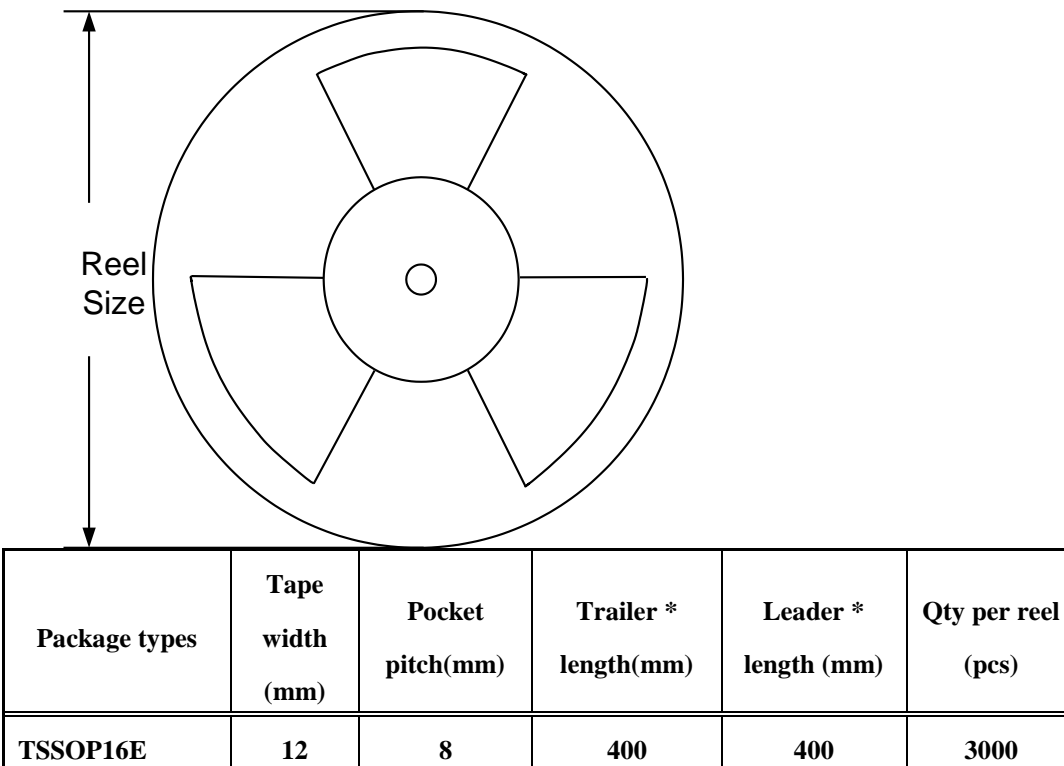 Reel
Size
Package types
Tape
width
(mm)
Pocket
pitch(mm)
Trailer *
length(mm)
Leader *
length (mm)
Qty per reel
(pcs)
TSSOP16E 12 8 400 400 3000